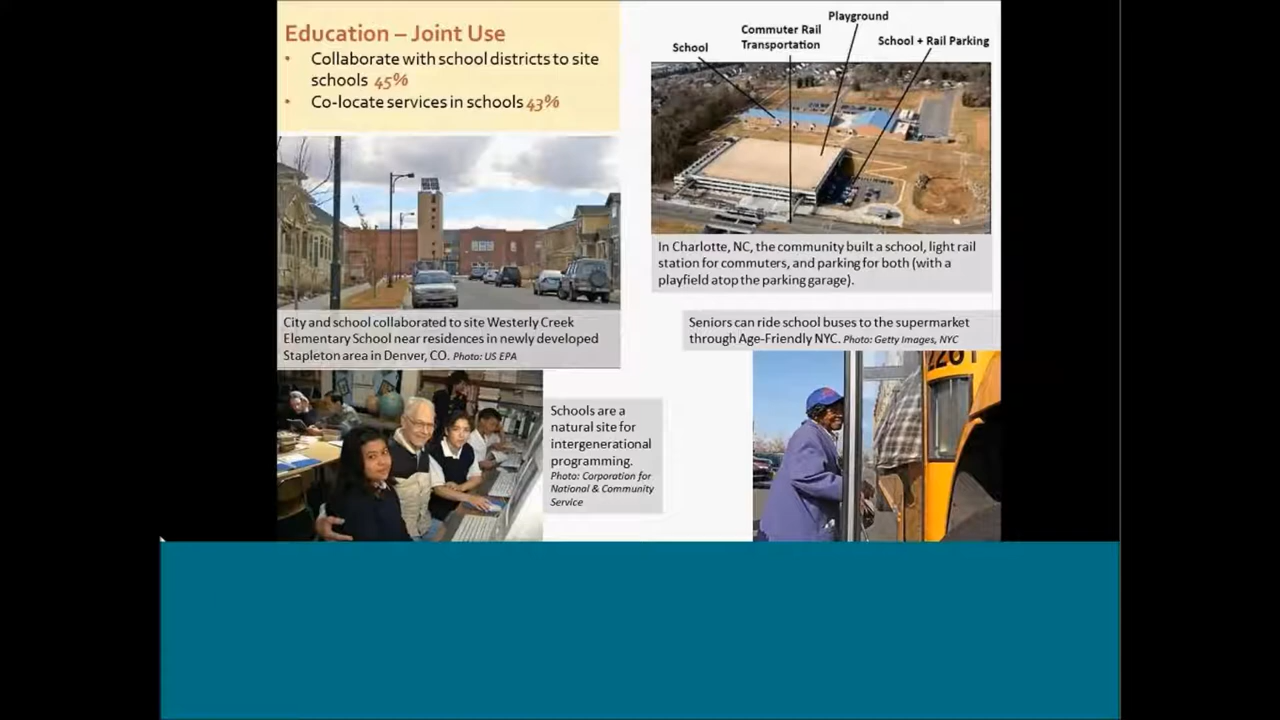 Education – Joint Use
• Collaborate with school districts to site
schools 45%
• Co-locate services in schools 43%
City and school collaborated to site Westerly Creek
Elementary School near residences in newly developed
Stapleton area in Denver, CO. Photo: US EPA
Schools are a
natural site for
intergenerational
programming.
Photo: Corporation for
National & Community
Service
Playground
Commuter Rail
Transportation
School
School + Rail Parking
In Charlotte, NC, the community built a school, light rail
station for commuters, and parking for both (with a
playfield atop the parking garage).
Seniors can ride school buses to the supermarket
through Age-Friendly NYC. Photo: Getty Images, NYC
2261